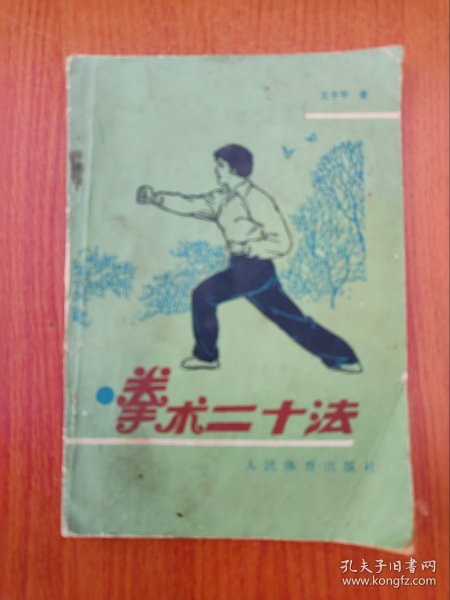 王子平 著
拳术二十法
人民体育出版社
孔夫子旧书网
www.kongfz.com